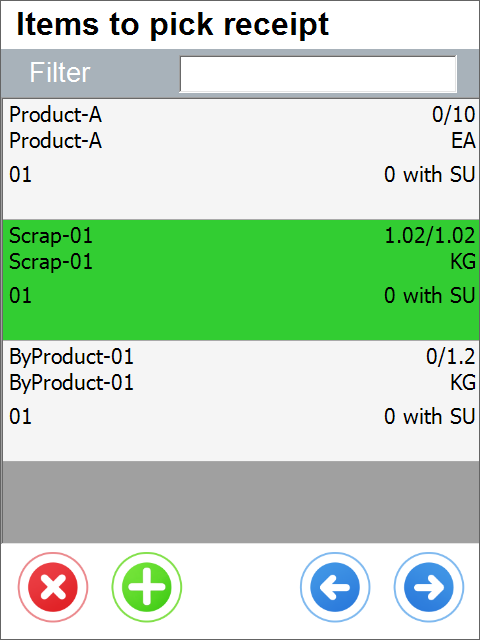 Items to pick receipt
Filter
Product-A 0/10
Product-A EA
01 0 with SU
Scrap-01 1.02/1.02
Scrap-01 KG
01 0 with SU
ByProduct-01 0/1.2
ByProduct-01 KG
01 0 with SU